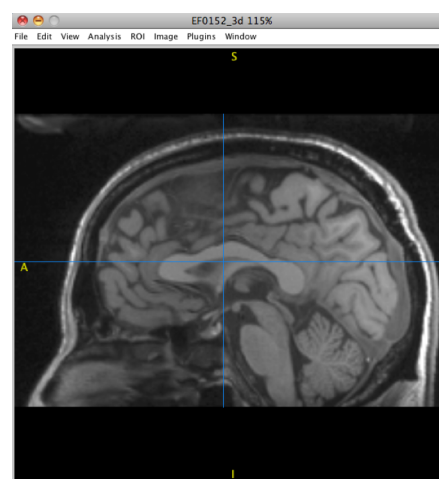 EF0152_3d 115%
File Edit View Analysis ROI Image Plugins Window
S
A
I